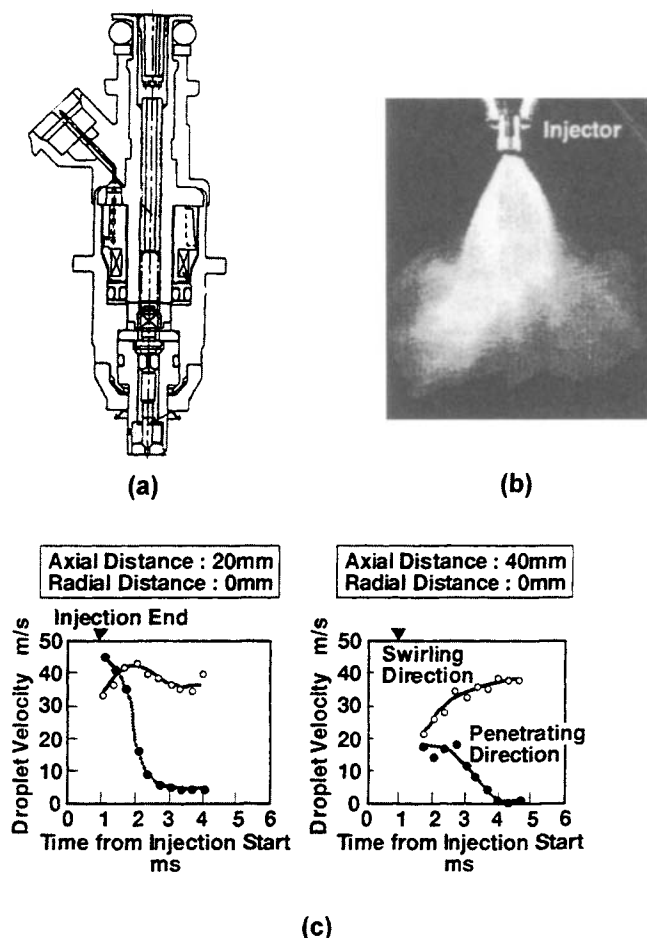 Injector
(a)
(b)
Axial Distance : 20mm
Radial Distance : 0mm
Injection End
Droplet Velocity m/s
50
40
30
20
10
0
0 1 2 3 4 5 6
Time from Injection Start
ms
Axial Distance : 40mm
Radial Distance : 0mm
Droplet Velocity m/s
50
40
30
20
10
0
Swirling
Direction
Penetrating
Direction
0 1 2 3 4 5 6
Time from Injection Start
ms
(c)